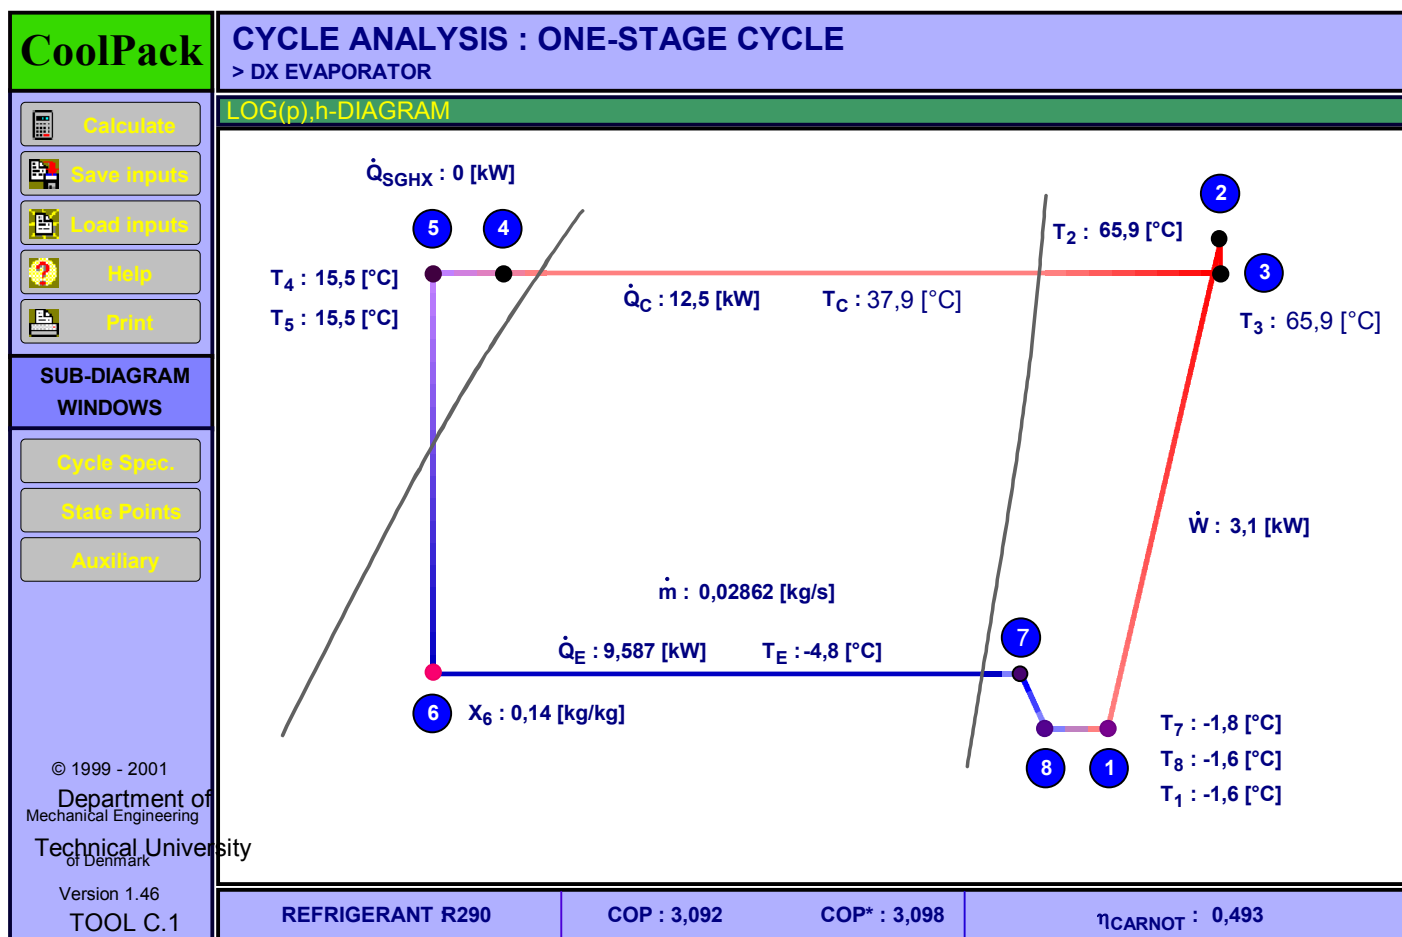 CoolPack
CYCLE ANALYSIS : ONE-STAGE CYCLE
> DX EVAPORATOR
LOG(p),h-DIAGRAM
Calculate
Save inputs
Load inputs
Help
Print
SUB-DIAGRAM
WINDOWS
Cycle Spec.
State Points
Auxiliary
© 1999 - 2001
Department of
Mechanical Engineering
Technical University
of Denmark
Version 1.46
TOOL C.1
Q̇SGHX : 0 [kW]
5
4
2
T2 : 65,9 [°C]
3
T4 : 15,5 [°C]
Q̇C : 12,5 [kW]
TC : 37,9 [°C]
T5 : 15,5 [°C]
T3 : 65,9 [°C]
Ẇ : 3,1 [kW]
ṁ : 0,02862 [kg/s]
Q̇E : 9,587 [kW]
TE : -4,8 [°C]
7
6
X6 : 0,14 [kg/kg]
8
1
T7 : -1,8 [°C]
T8 : -1,6 [°C]
T1 : -1,6 [°C]
REFRIGERANT : R290
COP : 3,092
COP* : 3,098
ηCARNOT : 0,493